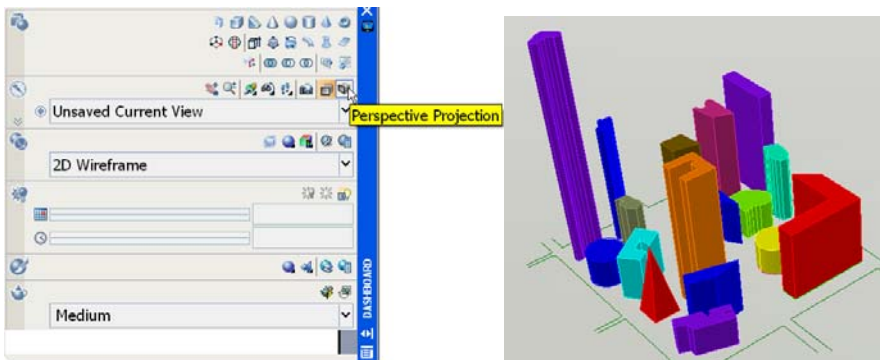 Unsaved Current View
Perspective Projection
2D Wireframe
Medium
DASHBOARD